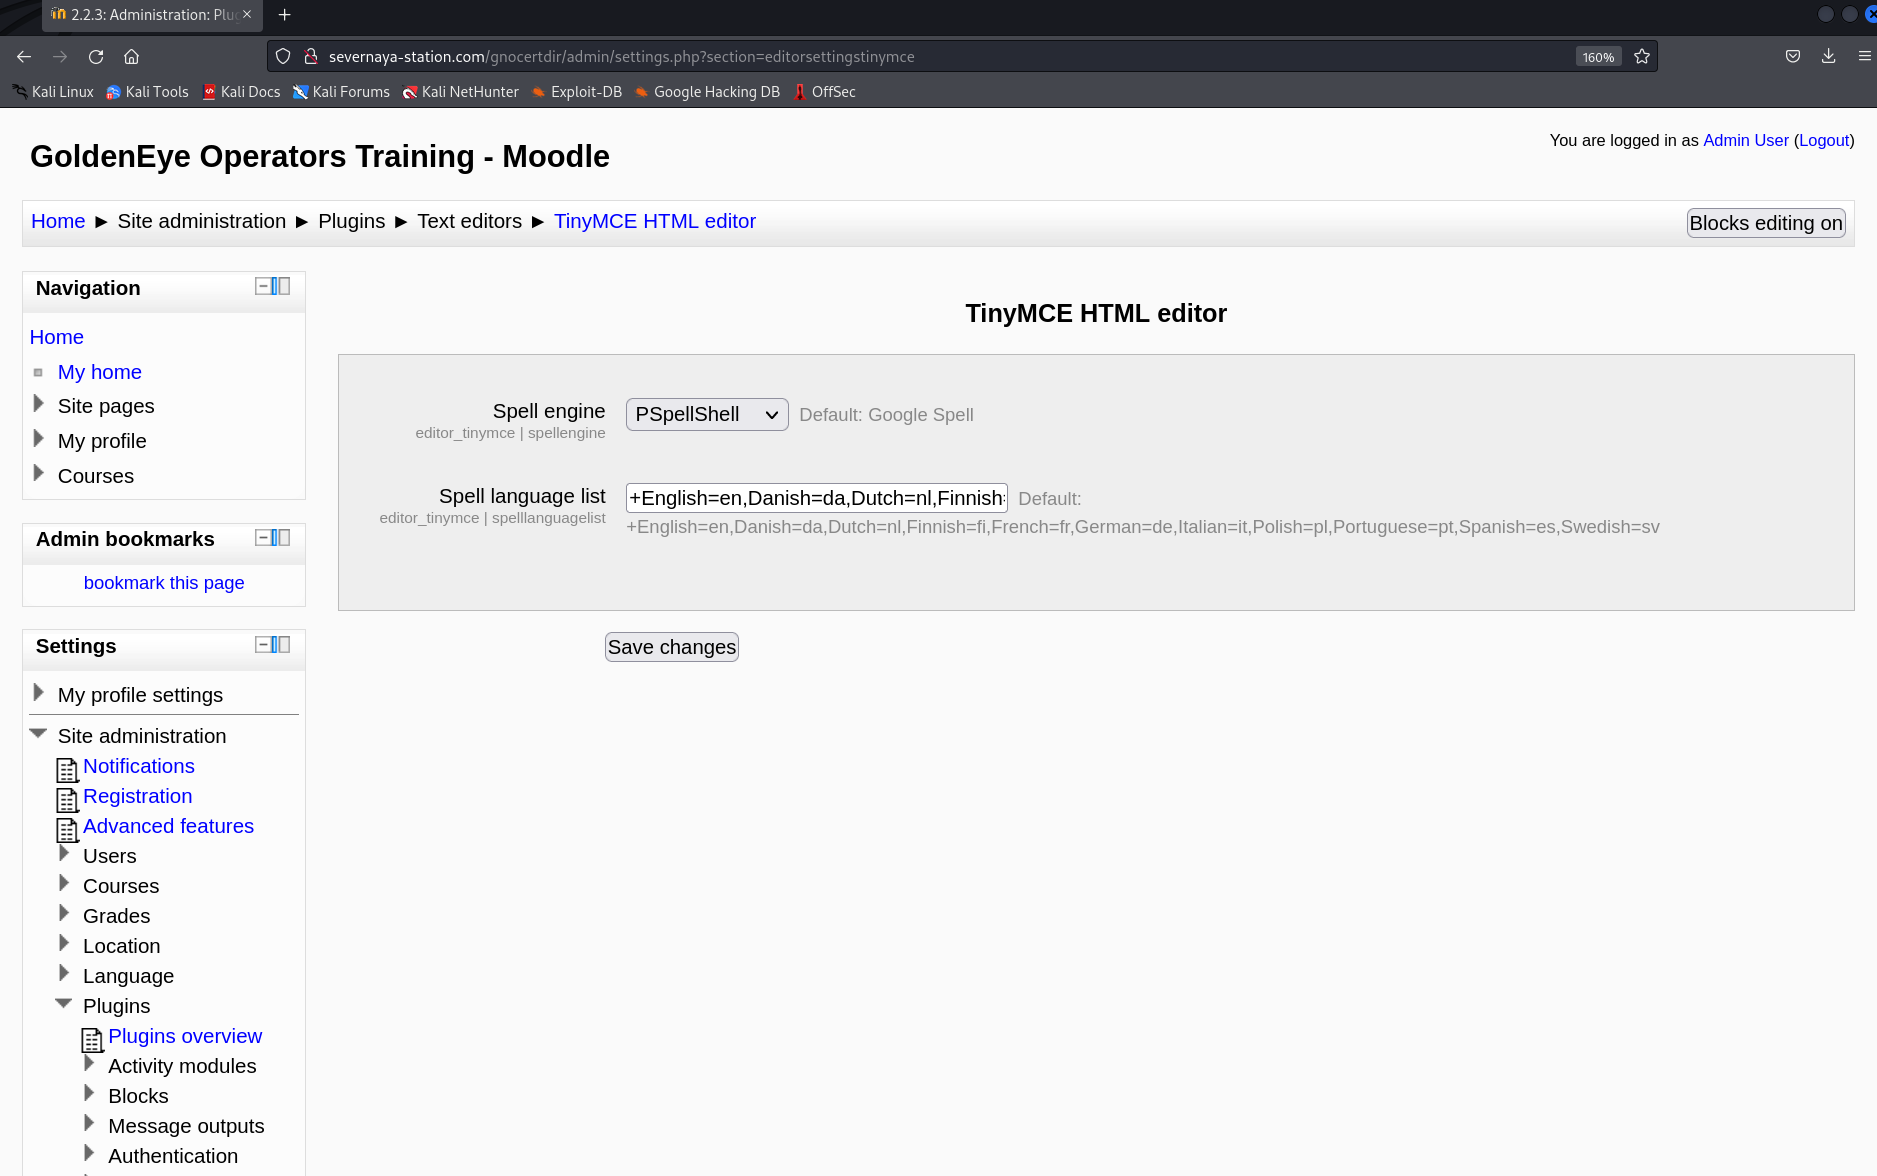 2.2.3: Administration: Plug
severnaya-station.com/gnocertdir/admin/settings.php?section=editorsettingstinymce
160%
Kali Linux Kali Tools Kali Docs Kali Forums Kali NetHunter Exploit-DB Google Hacking DB OffSec
GoldenEye Operators Training - Moodle
You are logged in as Admin User (Logout)
Home ► Site administration ► Plugins ► Text editors ► TinyMCE HTML editor
Blocks editing on
Navigation
Home
My home
Site pages
My profile
Courses
Admin bookmarks
bookmark this page
Settings
My profile settings
Site administration
Notifications
Registration
Advanced features
Users
Courses
Grades
Location
Language
Plugins
Plugins overview
Activity modules
Blocks
Message outputs
Authentication
TinyMCE HTML editor
Spell engine
editor_tinymce | spellengine
PSpellShell
Default: Google Spell
Spell language list
editor_tinymce | spelllanguagelist
+English=en,Danish=da,Dutch=nl,Finnish=
Default:
+English=en,Danish=da,Dutch=nl,Finnish=fi,French=fr,German=de,Italian=it,Polish=pl,Portuguese=pt,Spanish=es,Swedish=sv
Save changes